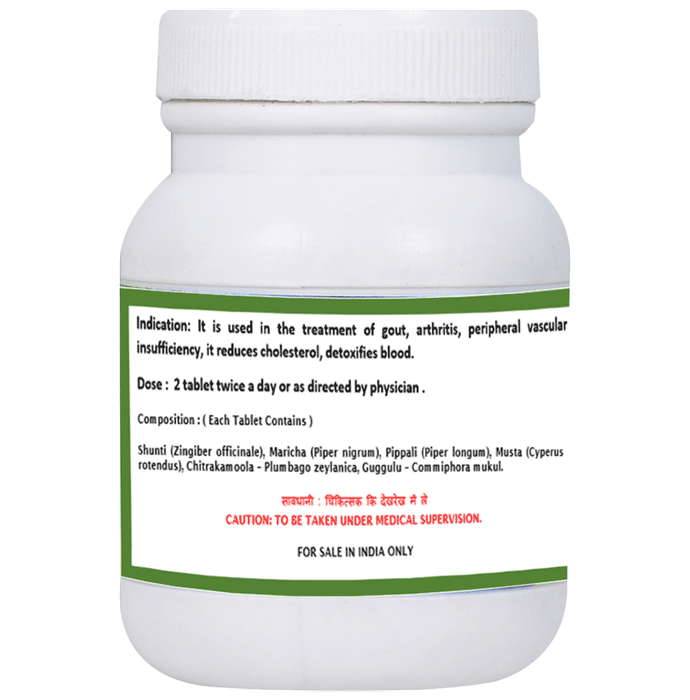 Indication: It is used in the treatment of gout, arthritis, peripheral vascular
insufficiency, it reduces cholesterol, detoxifies blood.
Dose : 2 tablet twice a day or as directed by physician .
Composition : ( Each Tablet Contains )
Shunti (Zingiber officinale), Maricha (Piper nigrum), Pippali (Piper longum), Musta (Cyperus
rotendus), Chitrakamoola - Plumbago zeylanica, Guggulu - Commiphora mukul.
सावधानी : चिकित्सक कि देखरेख में ले
CAUTION: TO BE TAKEN UNDER MEDICAL SUPERVISION.
FOR SALE IN INDIA ONLY